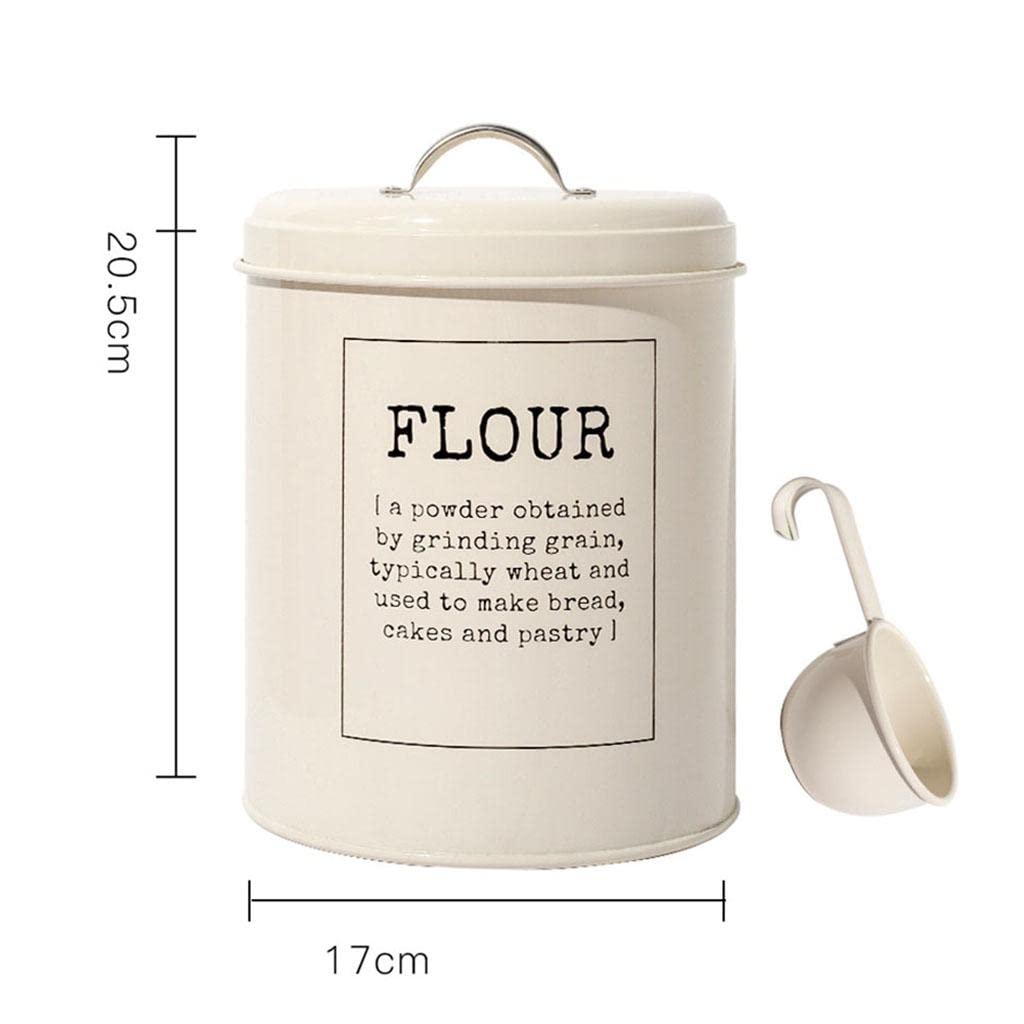 20.5cm
FLOUR
[ a powder obtained
by grinding grain,
typically wheat and
used to make bread,
cakes and pastry ]
17cm